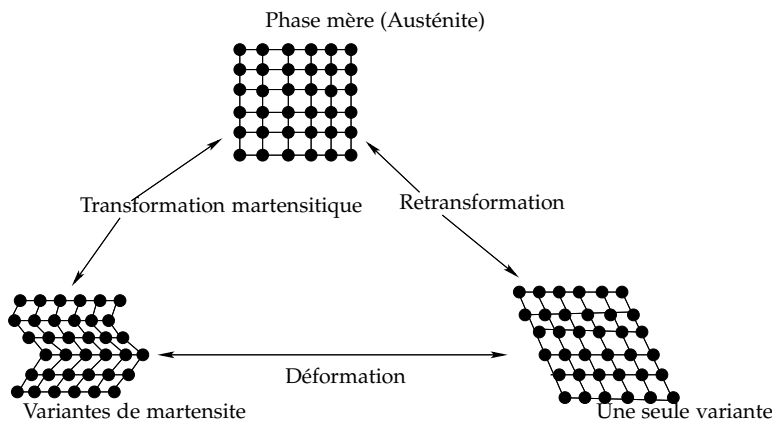 Phase mère (Austénite)
Transformation martensitique
Retransformation
Déformation
Variantes de martensite
Une seule variante